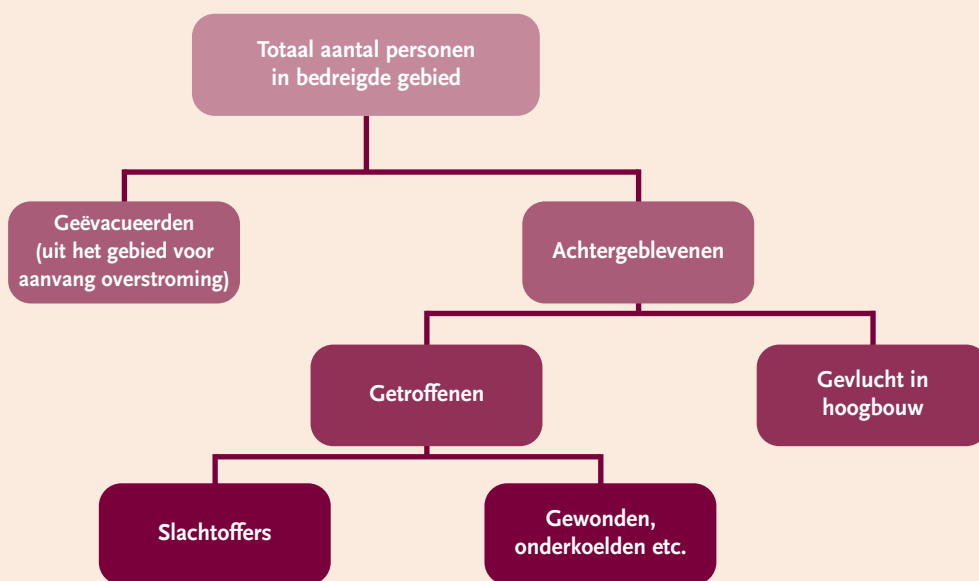 Totaal aantal personen
in bedreigde gebied
Geëvacueerden
(uit het gebied voor
aanvang overstroming)
Achtergeblevenen
Getroffenen
Gevlucht in
hoogbouw
Slachtoffers
Gewonden,
onderkoelden etc.